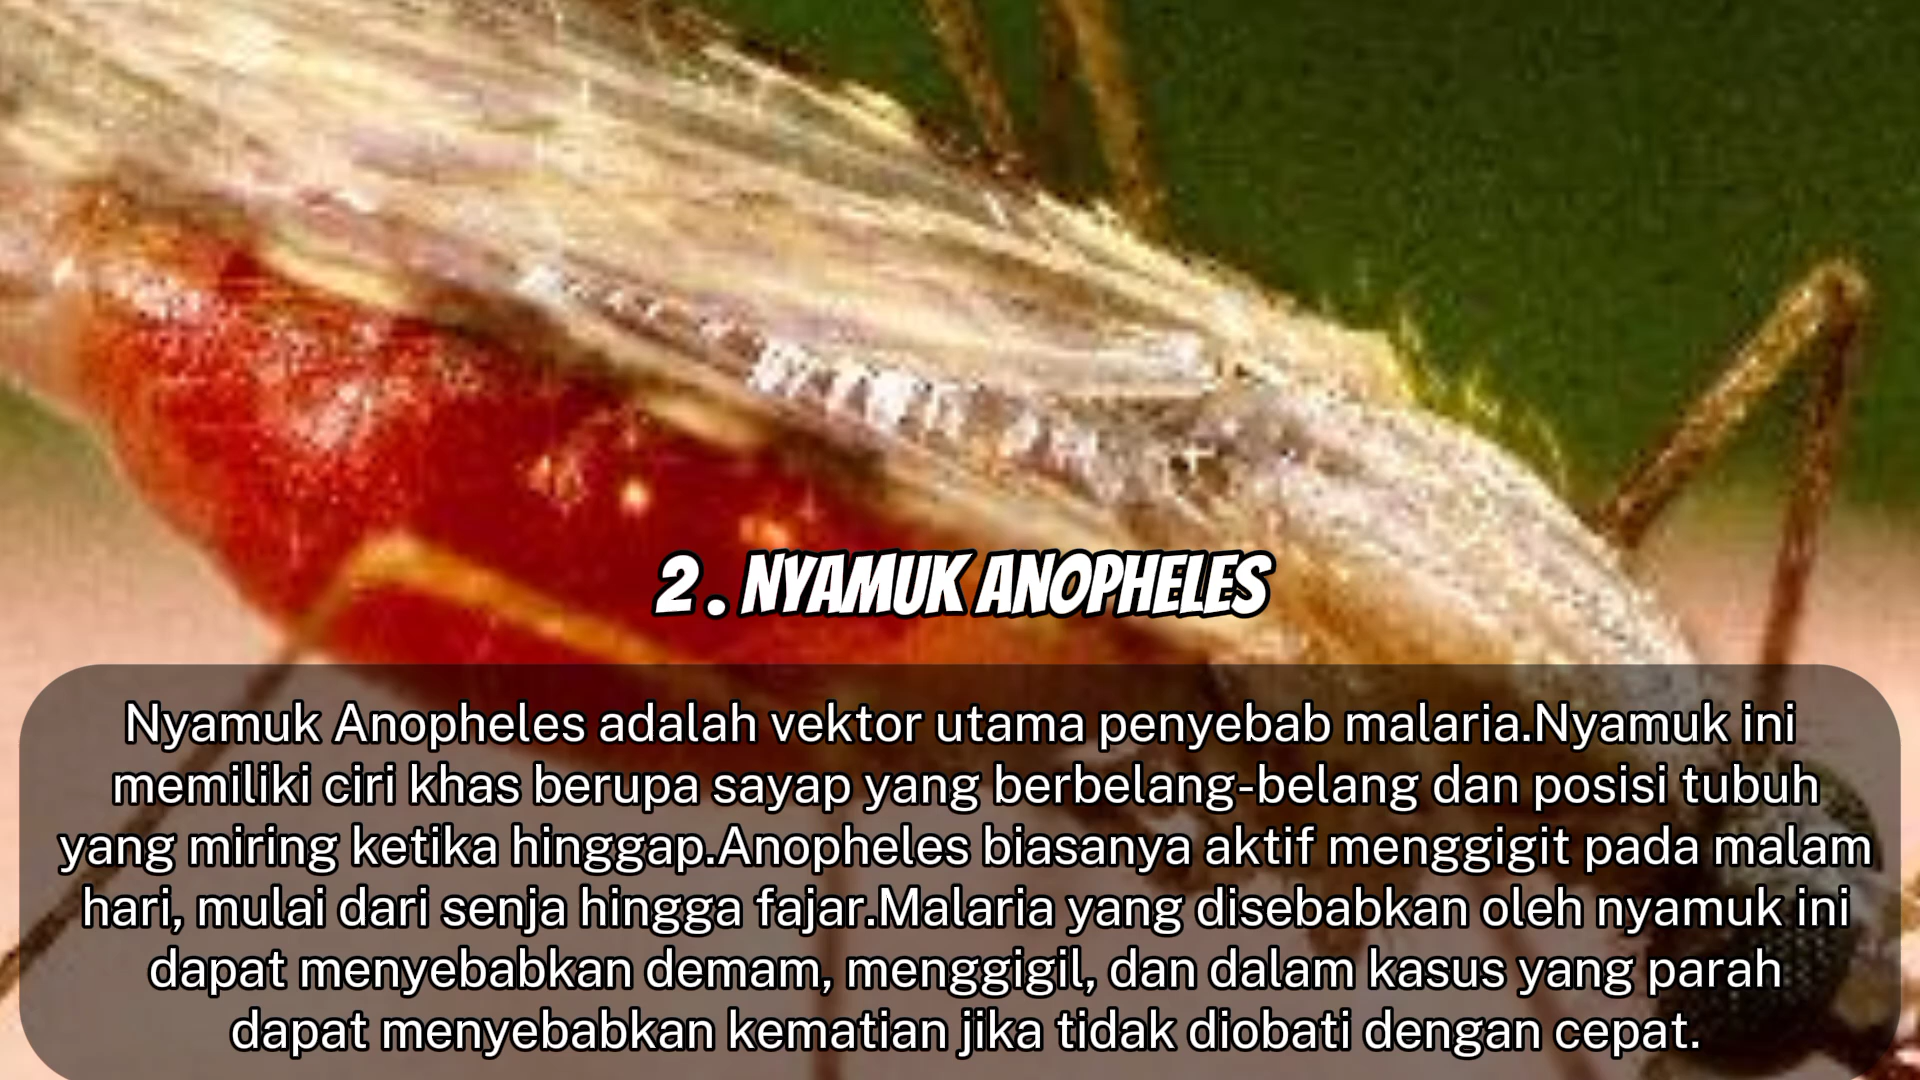 2. NYAMUK ANOPHELES
Nyamuk Anopheles adalah vektor utama penyebab malaria.Nyamuk ini
memiliki ciri khas berupa sayap yang berbelang-belang dan posisi tubuh
yang miring ketika hinggap.Anopheles biasanya aktif menggigit pada malam
hari, mulai dari senja hingga fajar.Malaria yang disebabkan oleh nyamuk ini
dapat menyebabkan demam, menggigil, dan dalam kasus yang parah
dapat menyebabkan kematian jika tidak diobati dengan cepat.